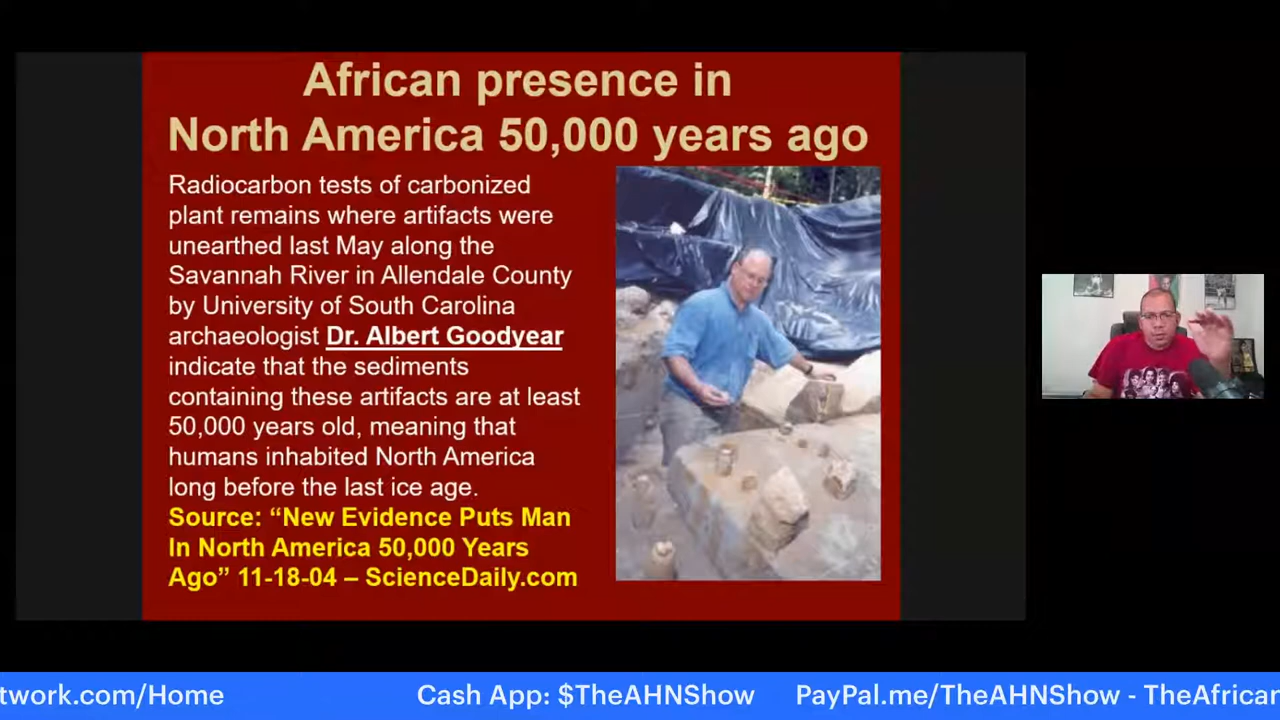 African presence in
North America 50,000 years ago
Radiocarbon tests of carbonized
plant remains where artifacts were
unearthed last May along the
Savannah River in Allendale County
by University of South Carolina
archaeologist Dr. Albert Goodyear
indicate that the sediments
containing these artifacts are at least
50,000 years old, meaning that
humans inhabited North America
long before the last ice age.
Source: “New Evidence Puts Man
In North America 50,000 Years
Ago” 11-18-04 – ScienceDaily.com
twork.com/Home Cash App: $TheAHNShow PayPal.me/TheAHNShow - TheAfrican